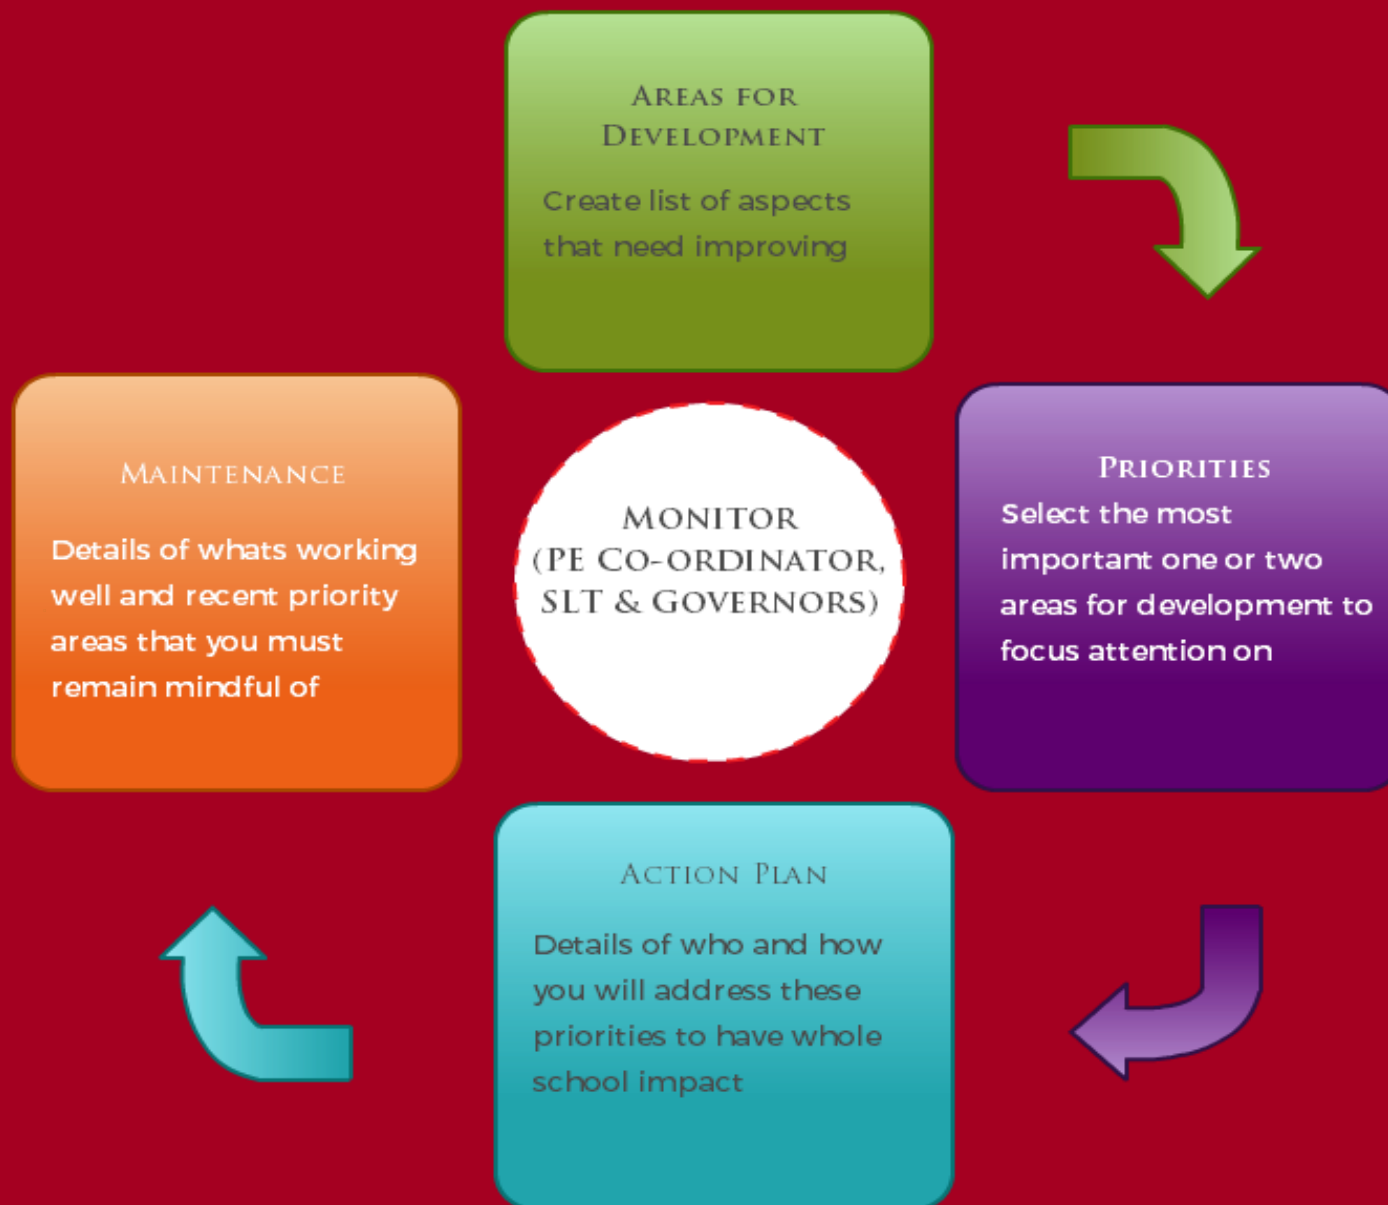 Areas for
Development
Create list of aspects
that need improving
Priorities
Select the most
important one or two
areas for development to
focus attention on
Action Plan
Details of who and how
you will address these
priorities to have whole
school impact
Maintenance
Details of whats working
well and recent priority
areas that you must
remain mindful of
Monitor
(PE Co-ordinator,
SLT & Governors)